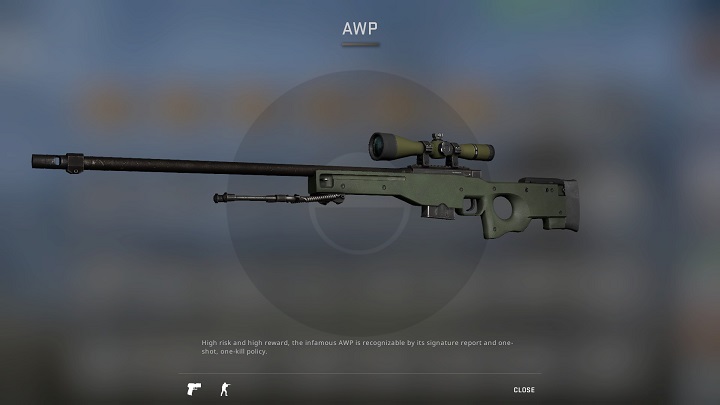 AWP
High risk and high reward, the infamous AWP is recognizable by its signature report and one-
shot, one-kill policy.
CLOSE